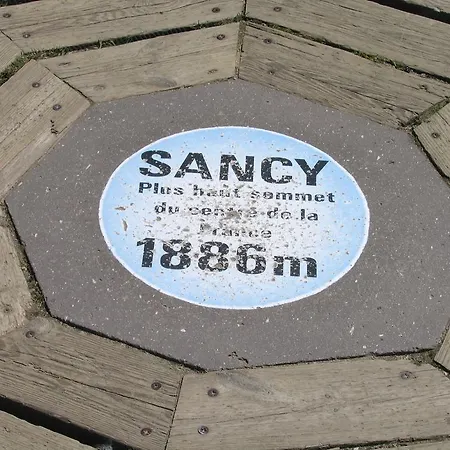 SANCY
Plus haut sommet
du centre de la
France
1886m